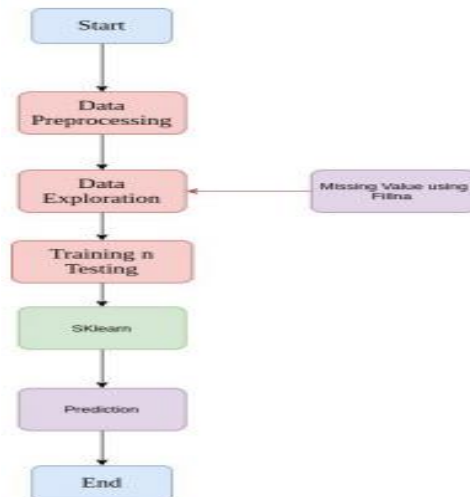 Start
Data
Preprocessing
Data
Exploration
Missing Value using
Fillna
Training n
Testing
SKlearn
Prediction
End